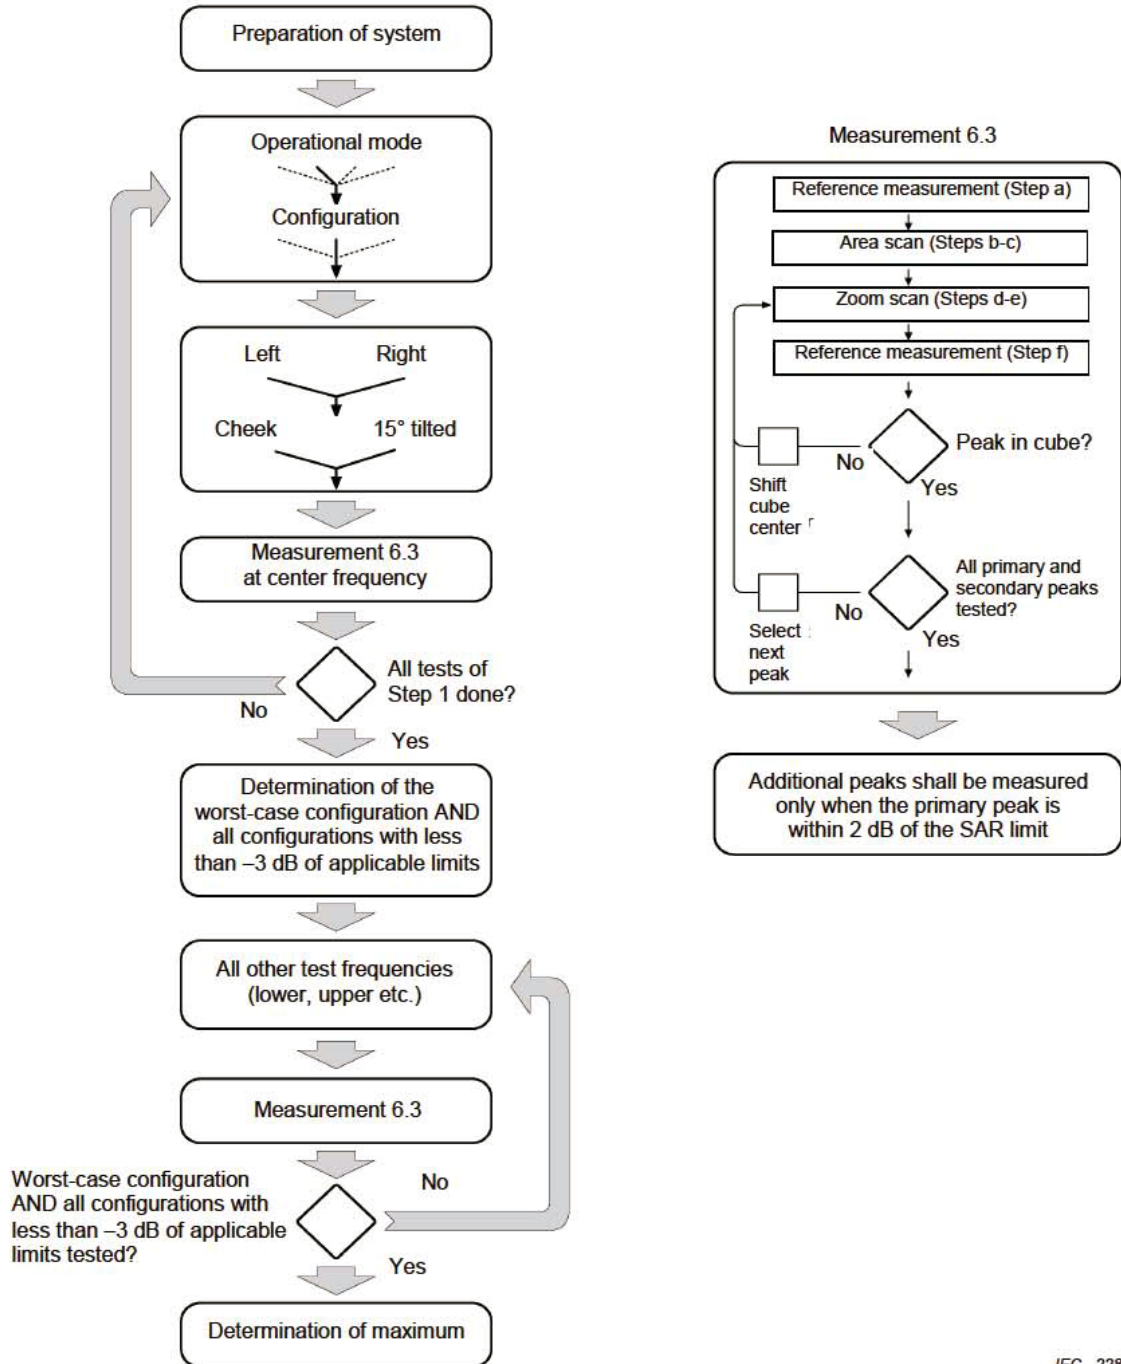 Preparation of system
Operational mode
Configuration
Left Right
Cheek 15° tilted
Measurement 6.3
at center frequency
All tests of
Step 1 done?
No
Yes
Determination of the
worst-case configuration AND
all configurations with less
than –3 dB of applicable limits
All other test frequencies
(lower, upper etc.)
Measurement 6.3
Worst-case configuration
AND all configurations with
less than –3 dB of applicable
limits tested?
No
Yes
Determination of maximum
Measurement 6.3
Reference measurement (Step a)
Area scan (Steps b-c)
Zoom scan (Steps d-e)
Reference measurement (Step f)
Peak in cube?
No
Yes
Shift
cube
center
All primary and
secondary peaks
tested?
No
Yes
Select
next
peak
Additional peaks shall be measured
only when the primary peak is
within 2 dB of the SAR limit